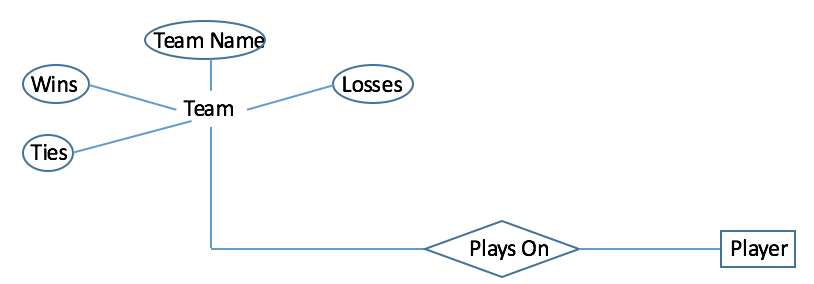 Team Name
Wins
Losses
Team
Ties
Plays On
Player